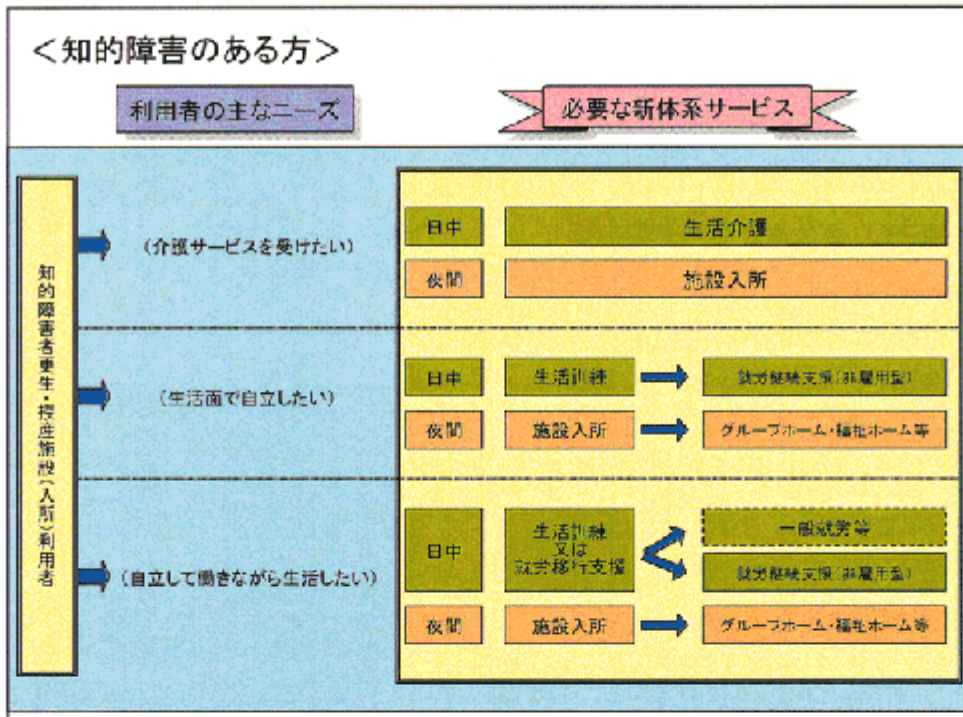 ＜知的障害のある方＞
利用者の主なニーズ
必要な新体系サービス
知的障害者更生・授産施設（入所）利用者
（介護サービスを受けたい）
日中
生活介護
夜間
施設入所
（生活面で自立したい）
日中
生活訓練
就労継続支援（非雇用型）
夜間
施設入所
グループホーム・福祉ホーム等
（自立して働きながら生活したい）
日中
生活訓練
又は
就労移行支援
一般就労等
就労継続支援（非雇用型）
夜間
施設入所
グループホーム・福祉ホーム等